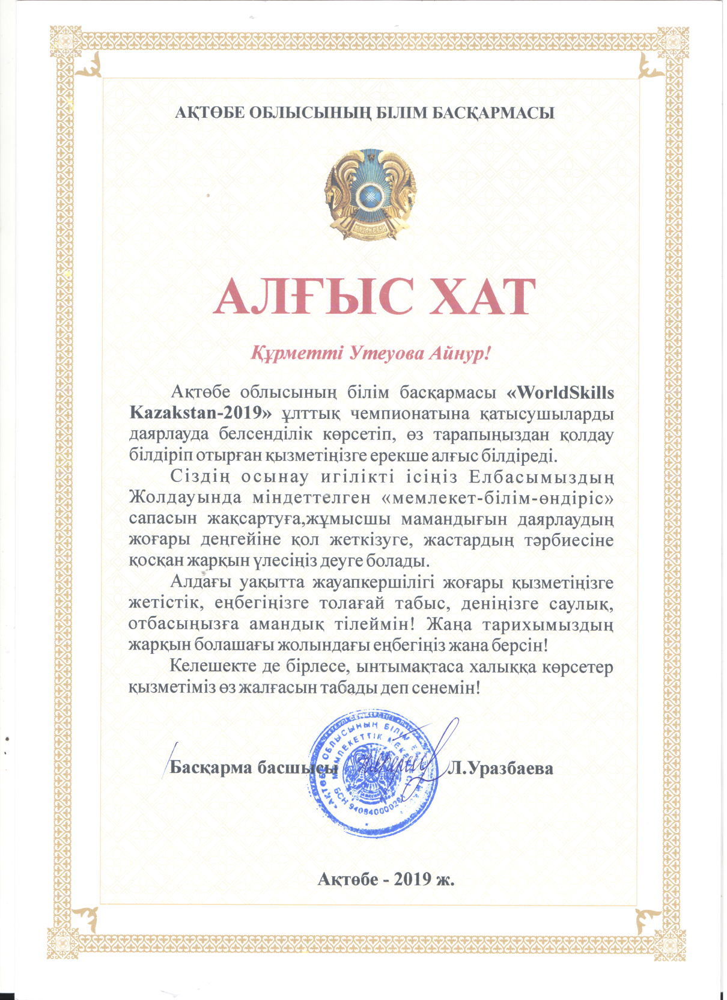 АҚТӨБЕ ОБЛЫСЫНЫҢ БІЛІМ БАСҚАРМАСЫ
ҚАЗАҚСТАН
АЛҒЫС ХАТ
Құрметті Утеуова Айнур!
Ақтөбе облысының білім басқармасы «WorldSkills
Kazakstan-2019» ұлттық чемпионатына қатысушыларды
даярлауда белсенділік көрсетіп, өз тарапыңыздан қолдау
білдіріп отырған қызметіңізге ерекше алғыс білдіреді.
Сіздің осынау игілікті ісіңіз Елбасымыздың
Жолдауында міндеттелген «мемлекет-білім-өндіріс»
сапасын жақсартуға,жұмысшы мамандығын даярлаудың
жоғары деңгейіне қол жеткізуге, жастардың тәрбиесіне
қосқан жарқын үлесіңіз деуге болады.
Алдағы уақытта жауапкершілігі жоғары қызметіңізге
жетістік, еңбегіңізге толағай табыс, деніңізге саулық,
отбасыңызға амандық тілеймін! Жаңа тарихымыздың
жарқын болашағы жолындағы еңбегіңіз жана берсін!
Келешекте де бірлесе, ынтымақтаса халыққа көрсетер
қызметіміз өз жалғасын табады деп сенемін!
Басқарма басшысы Л.Уразбаева
«АҚТӨБЕ ОБЛЫСЫНЫҢ БІЛІМ
МЕМЛЕКЕТТІК
БСН
Ақтөбе - 2019 ж.